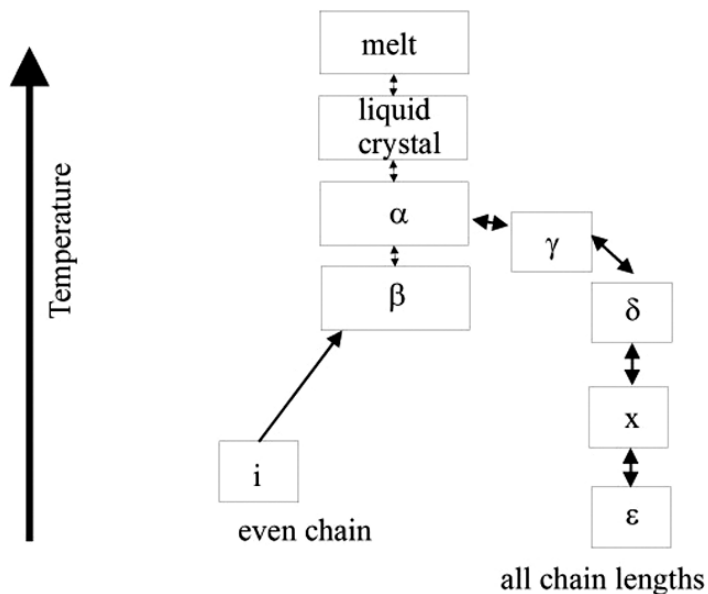 melt
liquid
crystal
α
γ
β
δ
x
i
ε
even chain
all chain lengths
Temperature